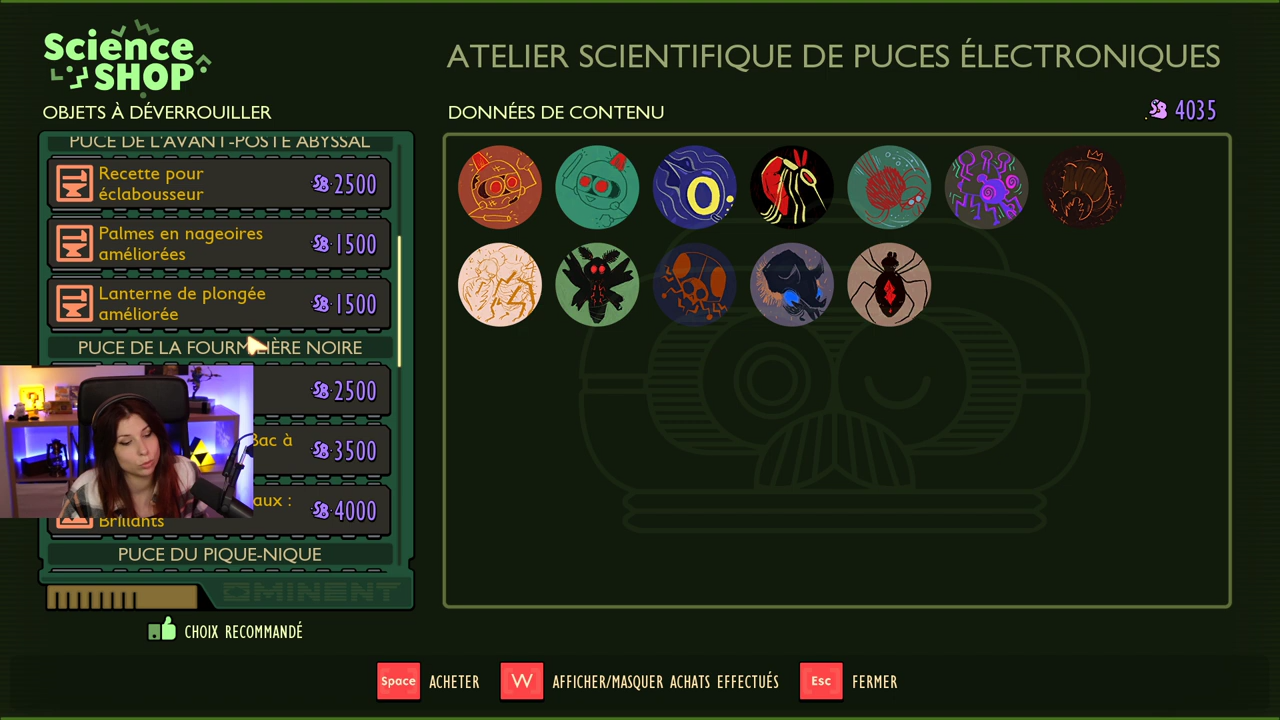 Science
SHOP
ATELIER SCIENTIFIQUE DE PUCES ÉLECTRONIQUES
OBJETS À DÉVERROUILLER
DONNÉES DE CONTENU
4035
PUCE DE L'AVANT-POSTE ABYSSAL
Recette pour
éclabousseur
2500
Palmes en nageoires
améliorées
1500
Lanterne de plongée
améliorée
1500
PUCE DE LA FOURMILIÈRE NOIRE
2500
Bac à
3500
aux :
Brillants
4000
PUCE DU PIQUE-NIQUE
OMINENT
CHOIX RECOMMANDÉ
Space ACHETER W AFFICHER/MASQUER ACHATS EFFECTUÉS Esc FERMER